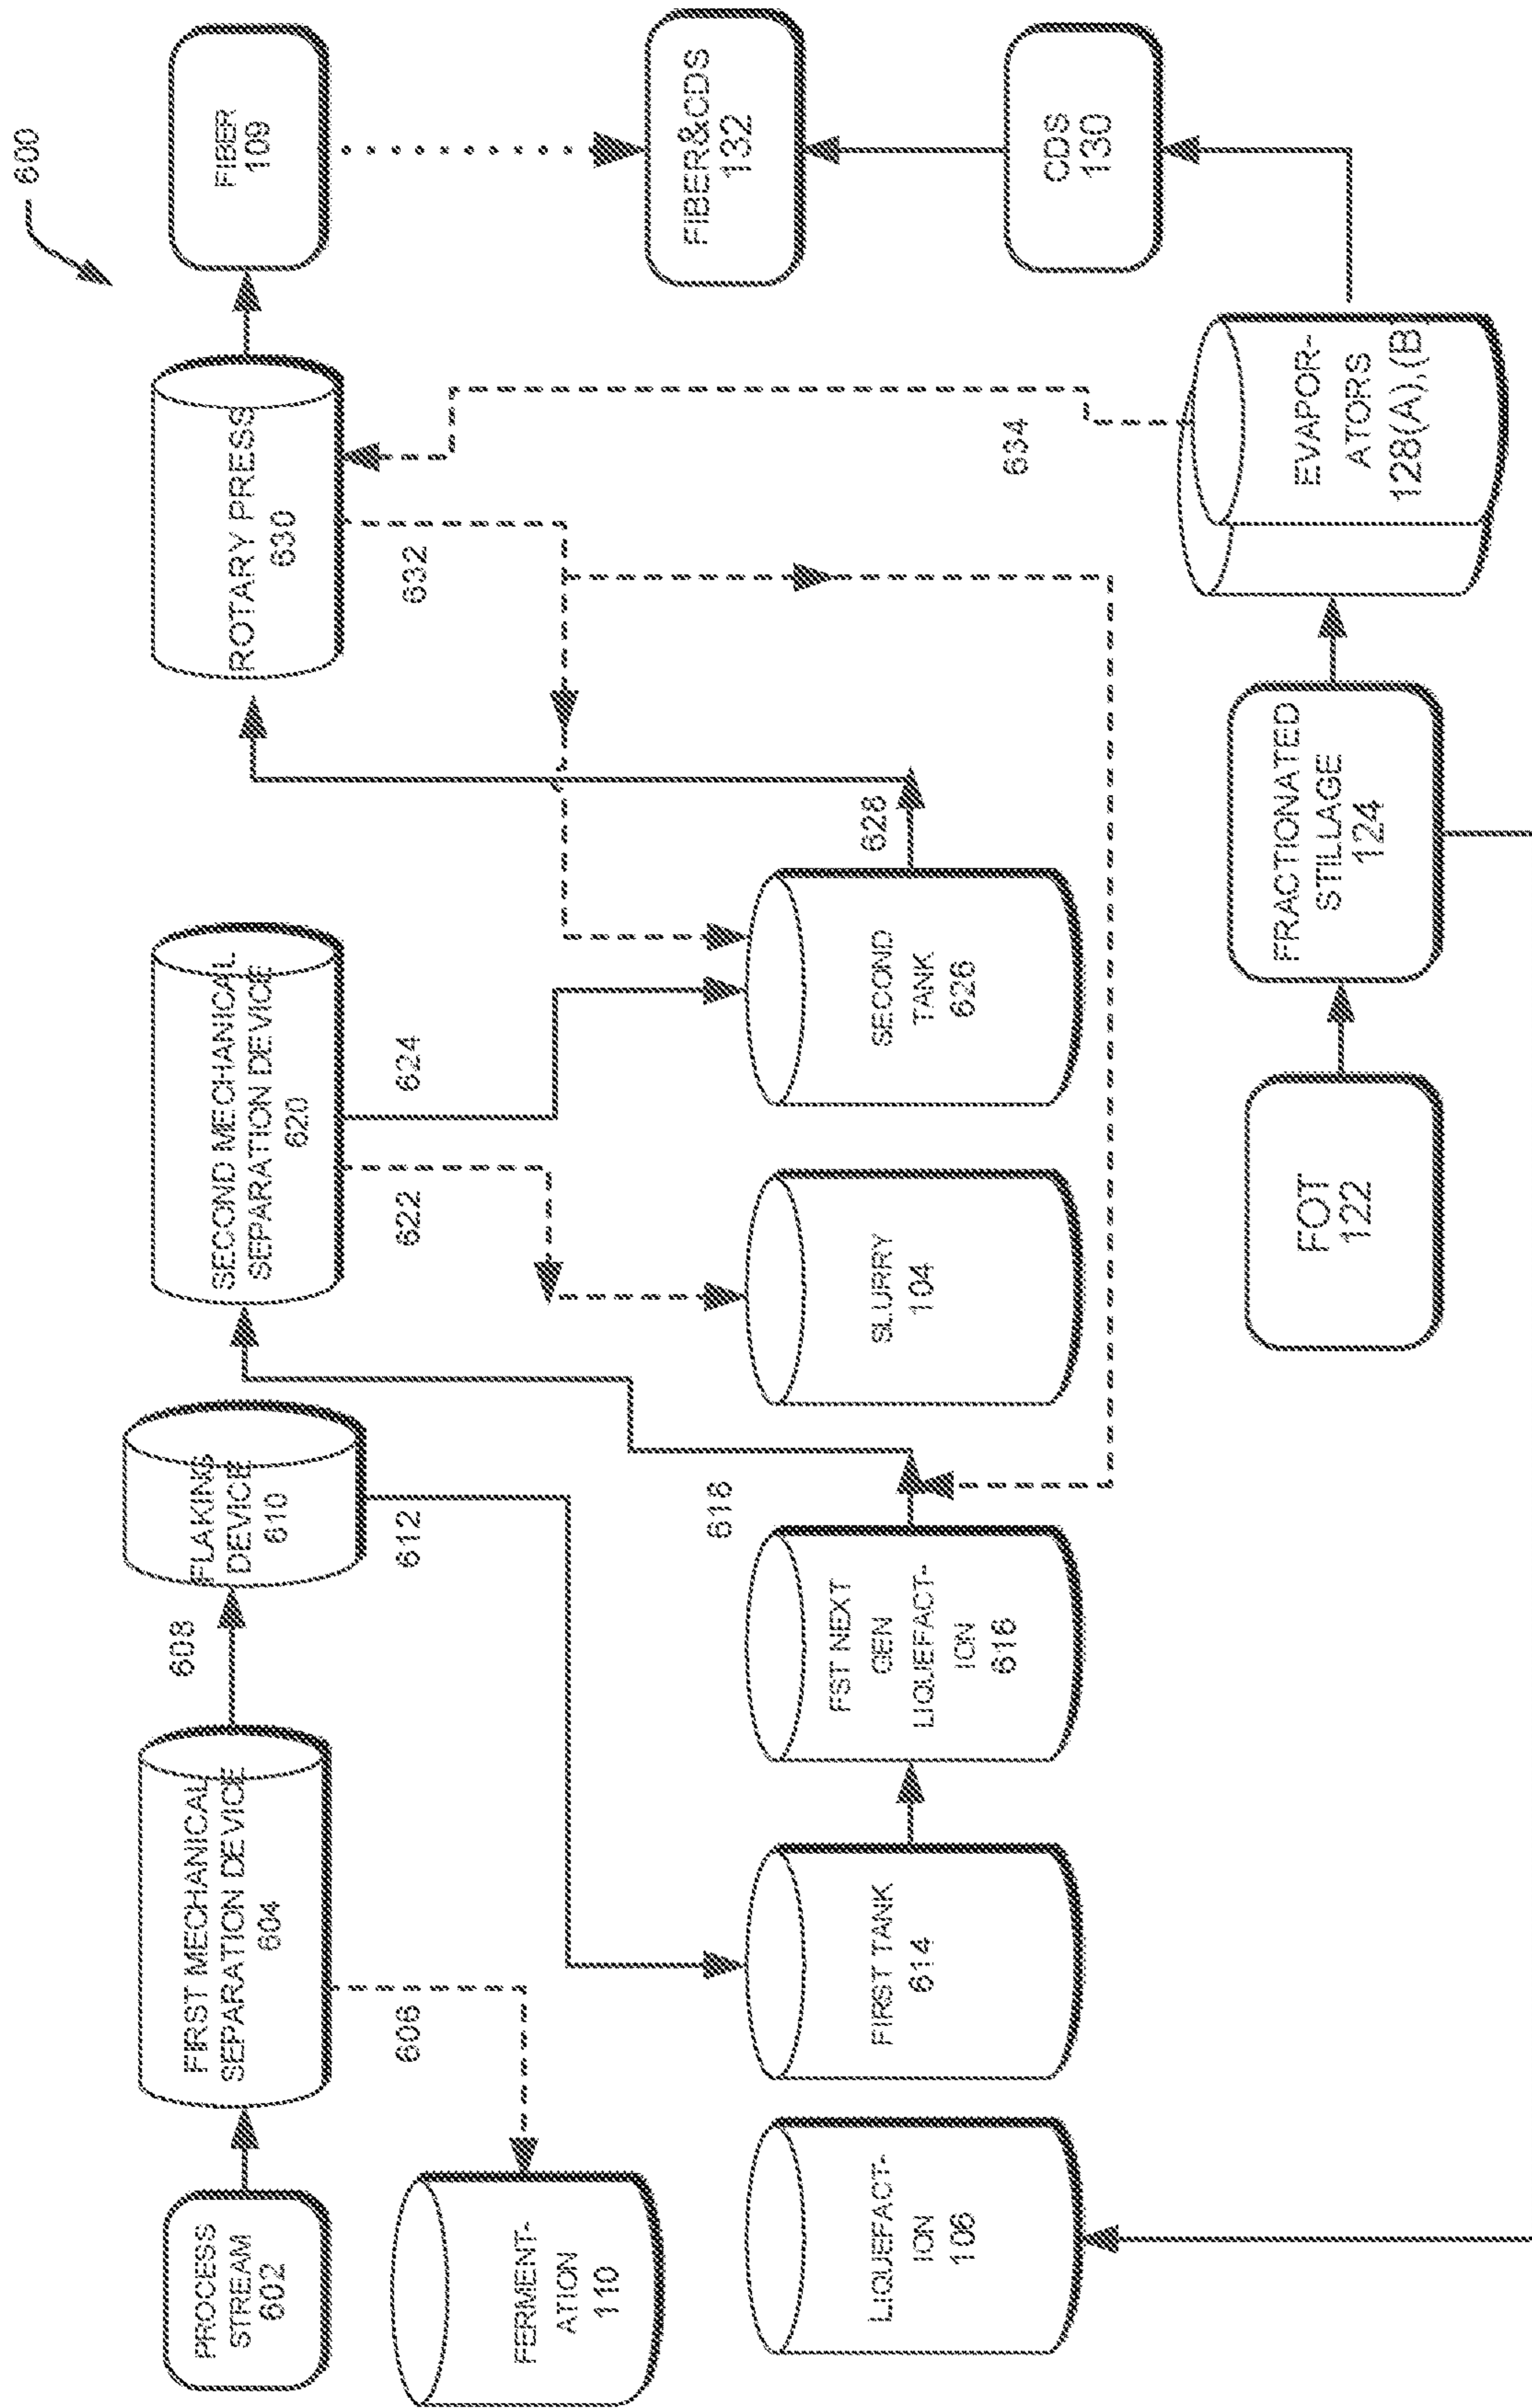 600
PROCESS
STREAM
602
FIRST MECHANICAL
SEPARATION DEVICE
604
606
608
FLAKING
DEVICE
610
612
SECOND MECHANICAL
SEPARATION DEVICE
620
622
624
ROTARY PRESS
630
632
FIBER
109
FERMENT-
ATION
110
LIQUEFACT-
ION
106
FIRST TANK
614
FST NEXT
GEN
LIQUEFACT-
ION
616
618
SLURRY
104
SECOND
TANK
626
628
634
FIBER&CDS
132
CDS
130
FOT
122
FRACTIONATED
STILLAGE
124
EVAPOR-
ATORS
128(A),(B